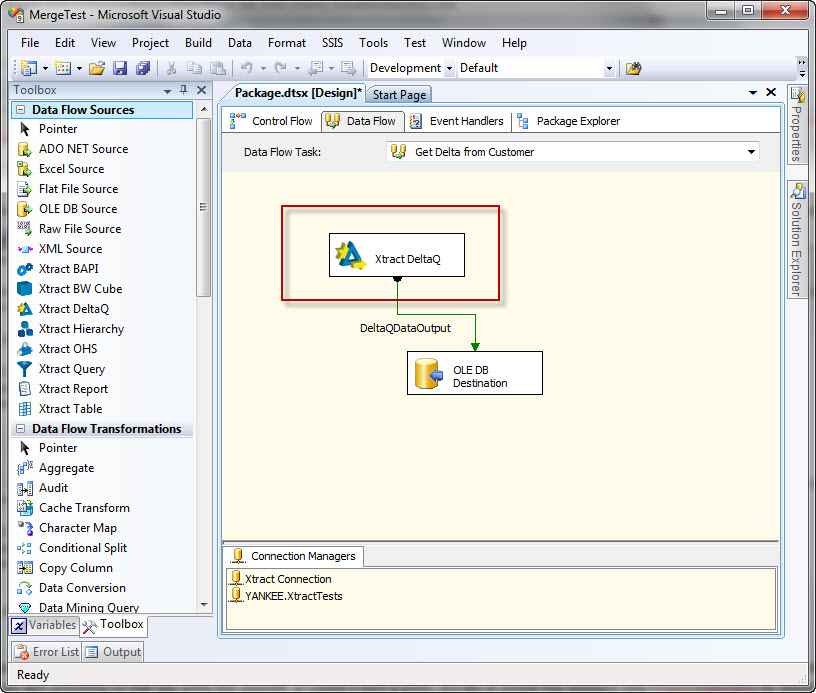 MergeTest - Microsoft Visual Studio
File Edit View Project Build Data Format SSIS Tools Test Window Help
Development Default
Toolbox
Data Flow Sources
Pointer
ADO NET Source
Excel Source
Flat File Source
OLE DB Source
Raw File Source
XML Source
Xtract BAPI
Xtract BW Cube
Xtract DeltaQ
Xtract Hierarchy
Xtract OHS
Xtract Query
Xtract Report
Xtract Table
Data Flow Transformations
Pointer
Aggregate
Audit
Cache Transform
Character Map
Conditional Split
Copy Column
Data Conversion
Data Mining Query
Variables Toolbox
Error List Output
Ready
Package.dtsx [Design]* Start Page
Control Flow Data Flow Event Handlers Package Explorer
Data Flow Task: Get Delta from Customer
Xtract DeltaQ
DeltaQDataOutput
OLE DB
Destination
Connection Managers
Xtract Connection
YANKEE.XtractTests
Properties
Solution Explorer